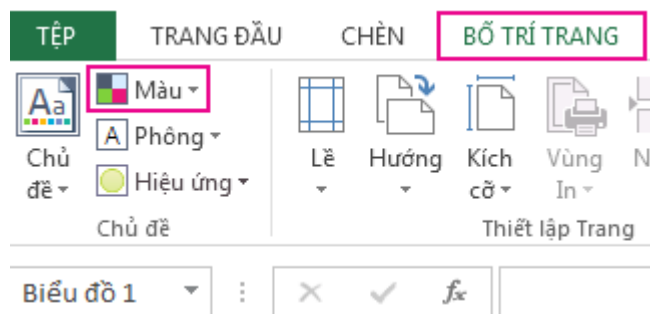 TỆP TRANG ĐẦU CHÈN BỐ TRÍ TRANG
Aa Màu
A Phông
Hiệu ứng
Chủ đề
Lề
Hướng
Kích cỡ
Vùng In
N
Chủ đề
Thiết lập Trang
Biểu đồ 1
fx